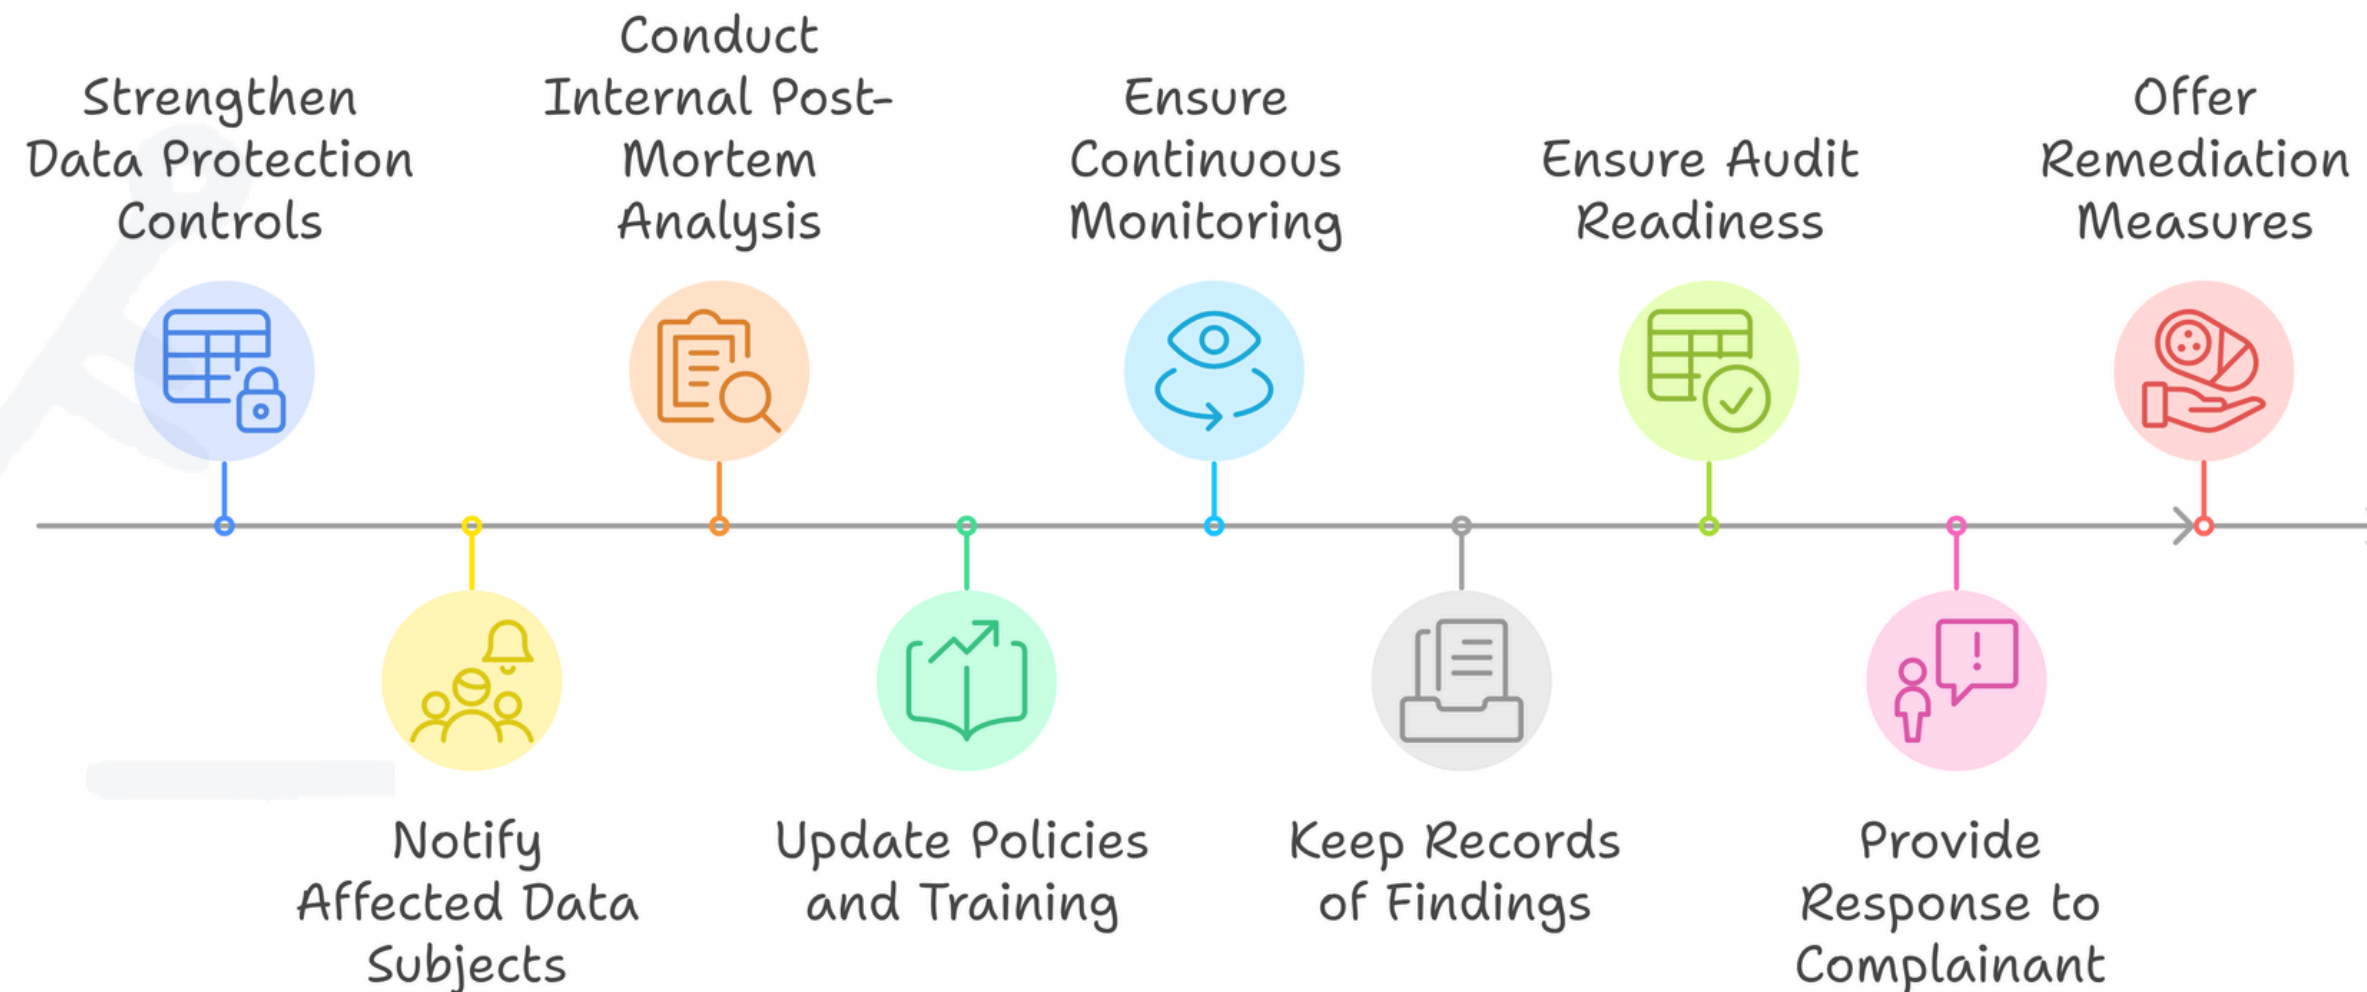 Strengthen
Data Protection
Controls
Notify
Affected Data
Subjects
Conduct
Internal Post-
Mortem
Analysis
Update Policies
and Training
Ensure
Continuous
Monitoring
Keep Records
of Findings
Ensure Audit
Readiness
Provide
Response to
Complainant
Offer
Remediation
Measures